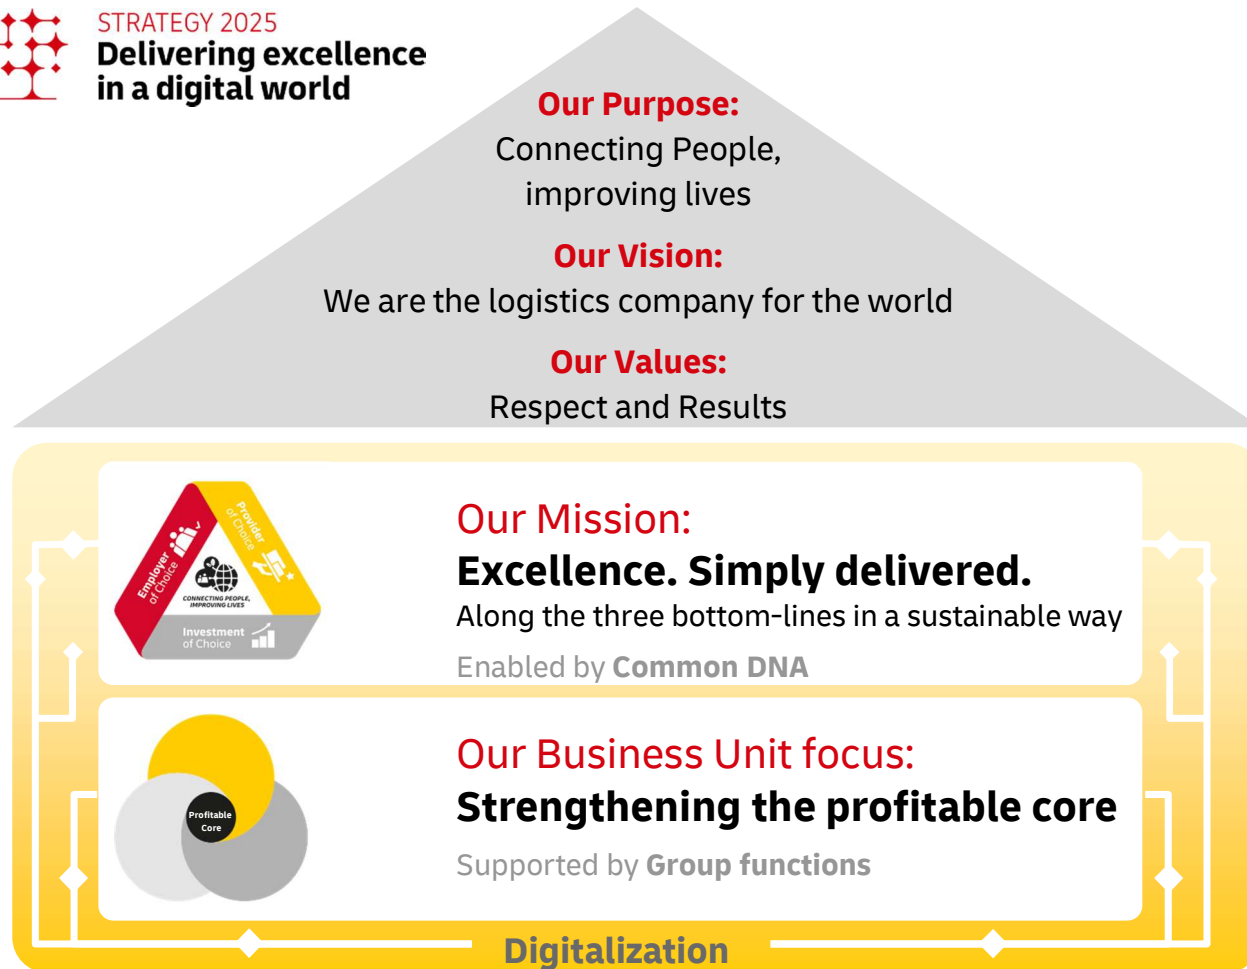 STRATEGY 2025
Delivering excellence
in a digital world
Our Purpose:
Connecting People,
improving lives
Our Vision:
We are the logistics company for the world
Our Values:
Respect and Results
Employer
of Choice
Provider
of Choice
CONNECTING PEOPLE,
IMPROVING LIVES
Investment
of Choice
Our Mission:
Excellence. Simply delivered.
Along the three bottom-lines in a sustainable way
Enabled by Common DNA
Profitable
Core
Our Business Unit focus:
Strengthening the profitable core
Supported by Group functions
Digitalization